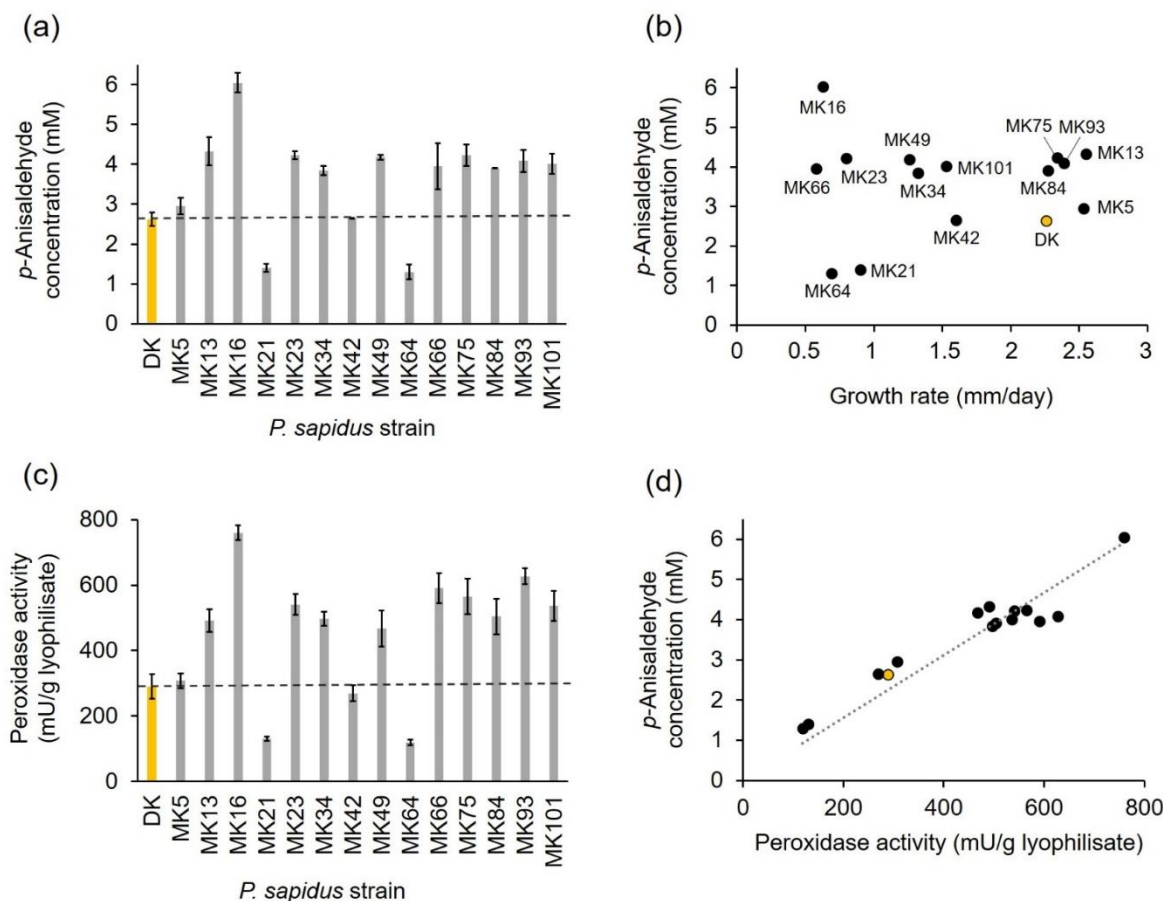 (a)
p-Anisaldehyde
concentration (mM)
6
5
4
3
2
1
0
DK
MK5
MK13
MK16
MK21
MK23
MK34
MK42
MK49
MK64
MK66
MK75
MK84
MK93
MK101
P. sapidus strain
(b)
p-Anisaldehyde
concentration (mM)
6
5
4
3
2
1
0
MK16
MK49
MK75
MK93
MK13
MK66
MK23
MK34
MK101
MK84
MK5
MK42
DK
MK64
MK21
0
0.5
1
1.5
2
2.5
3
Growth rate (mm/day)
(c)
Peroxidase activity
(mU/g lyophilisate)
800
600
400
200
0
DK
MK5
MK13
MK16
MK21
MK23
MK34
MK42
MK49
MK64
MK66
MK75
MK84
MK93
MK101
P. sapidus strain
(d)
p-Anisaldehyde
concentration (mM)
6
5
4
3
2
1
0
0
200
400
600
800
Peroxidase activity (mU/g lyophilisate)